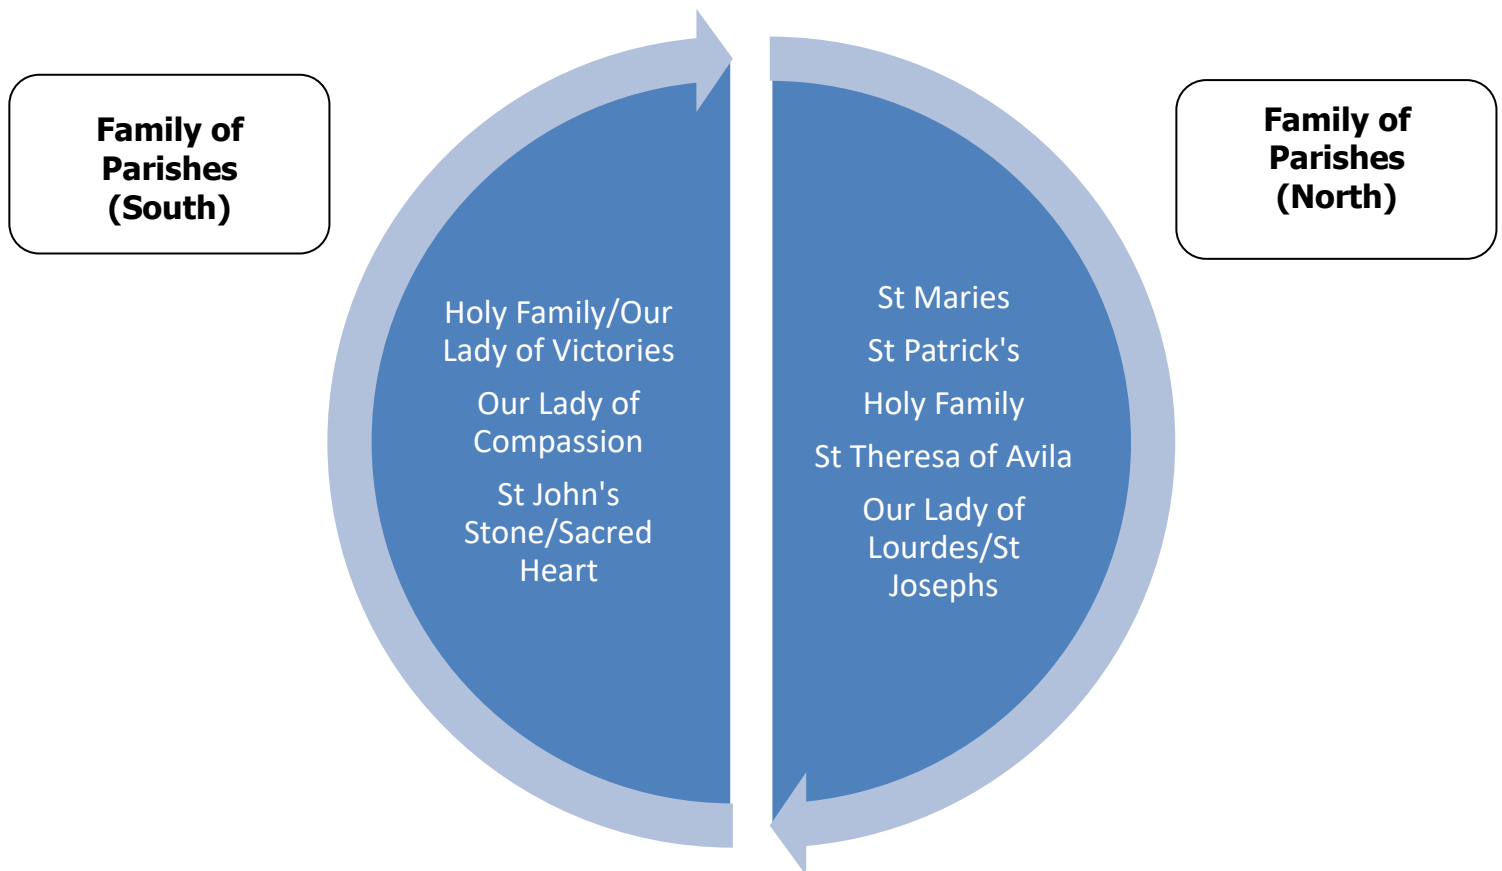 Family of
Parishes
(South)
Holy Family/Our
Lady of Victories
Our Lady of
Compassion
St John's
Stone/Sacred
Heart
St Maries
St Patrick's
Holy Family
St Theresa of Avila
Our Lady of
Lourdes/St
Josephs
Family of
Parishes
(North)